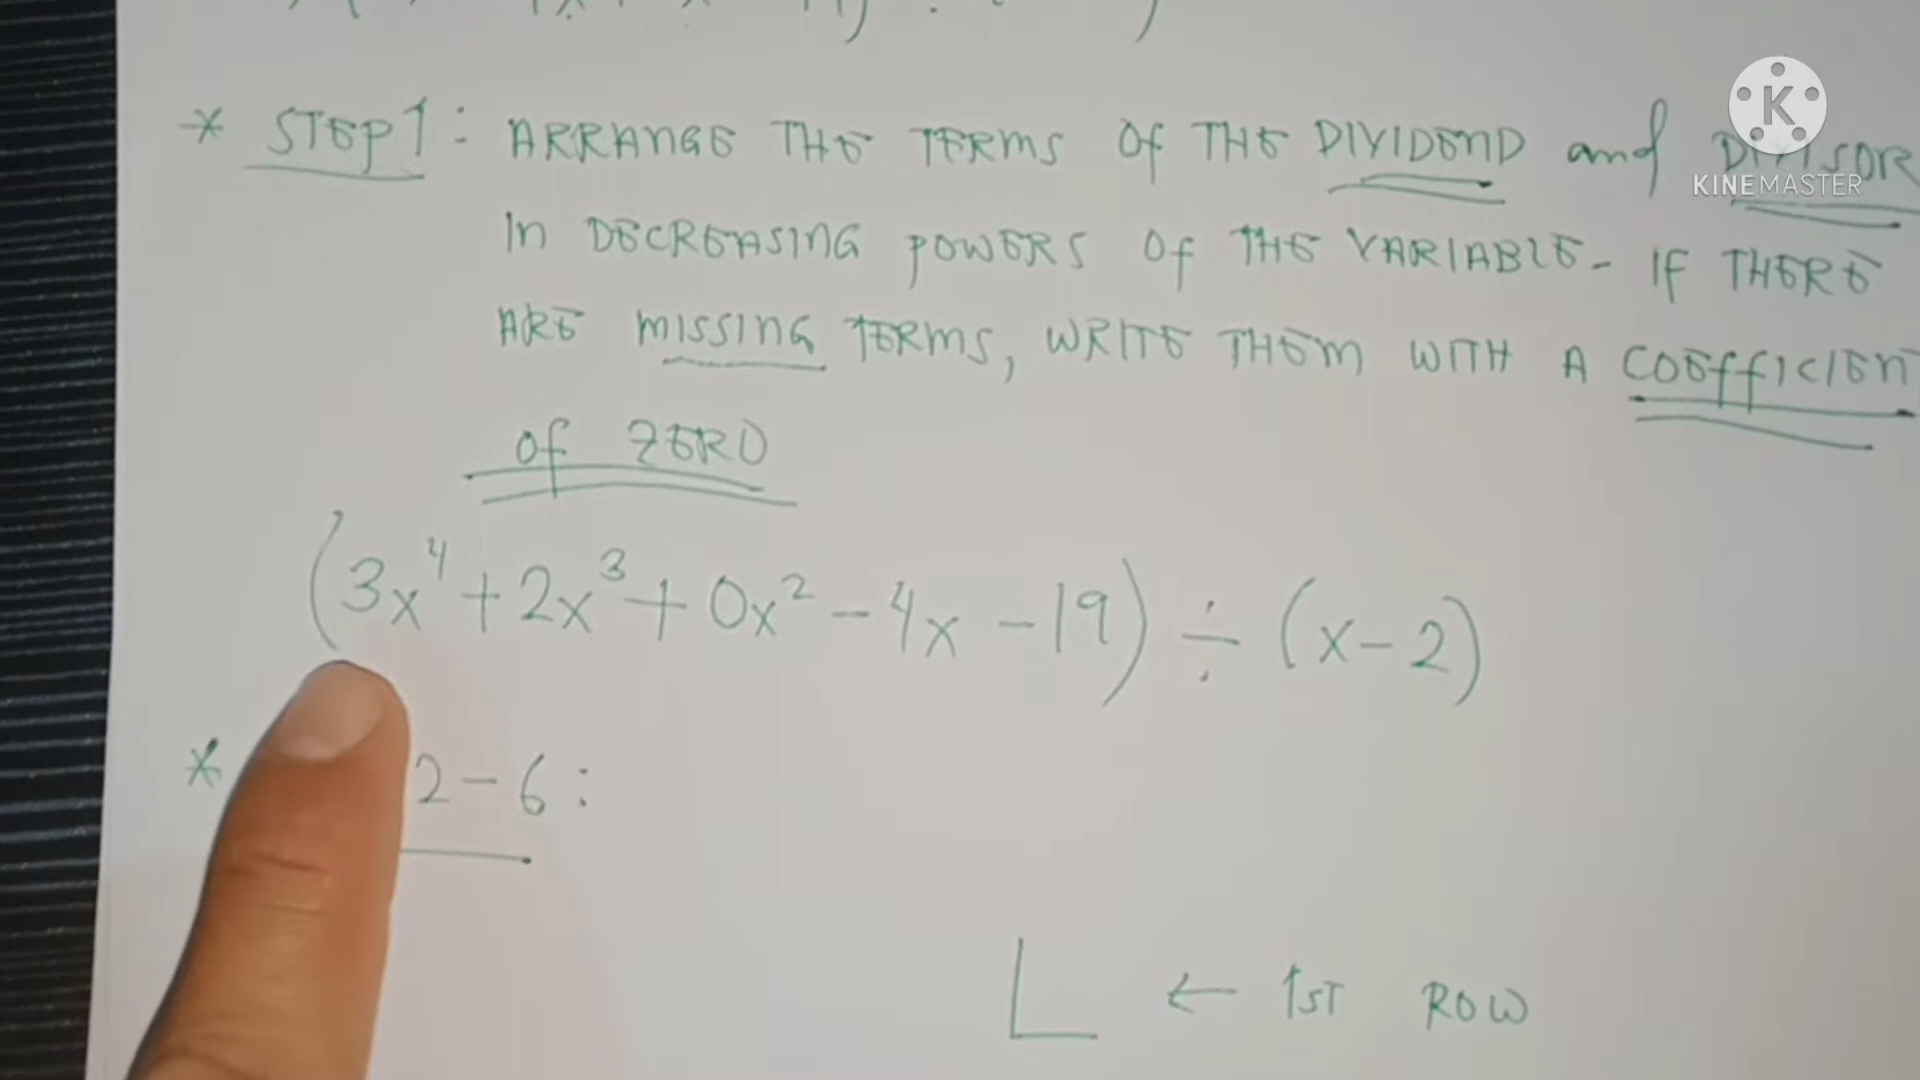 * STEP 1: ARRANGE THE TERMS Of THE DIVIDEND and DIVISOR
In DECREASING POWERS Of THE VARIABLE. IF THERE
ARE MISSING TERMS, WRITE THEM WITH A COEFFICIEN
Of ZERO
(3x⁴ + 2x³ + 0x² - 4x - 19) ÷ (x - 2)
* 2 - 6:
← 1ST ROW
KINEMASTER